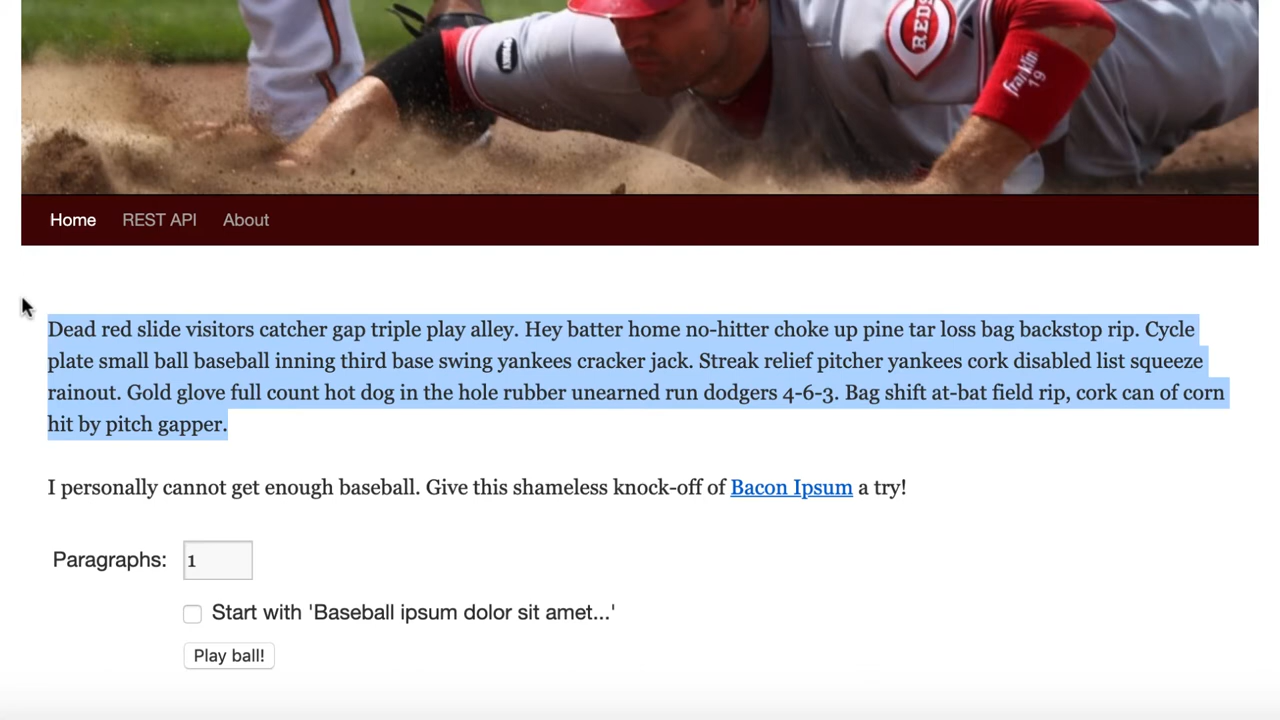 REDS
franklin
19
Home REST API About
Dead red slide visitors catcher gap triple play alley. Hey batter home no-hitter choke up pine tar loss bag backstop rip. Cycle
plate small ball baseball inning third base swing yankees cracker jack. Streak relief pitcher yankees cork disabled list squeeze
rainout. Gold glove full count hot dog in the hole rubber unearned run dodgers 4-6-3. Bag shift at-bat field rip, cork can of corn
hit by pitch gapper.
I personally cannot get enough baseball. Give this shameless knock-off of Bacon Ipsum a try!
Paragraphs: 1
Start with 'Baseball ipsum dolor sit amet...'
Play ball!